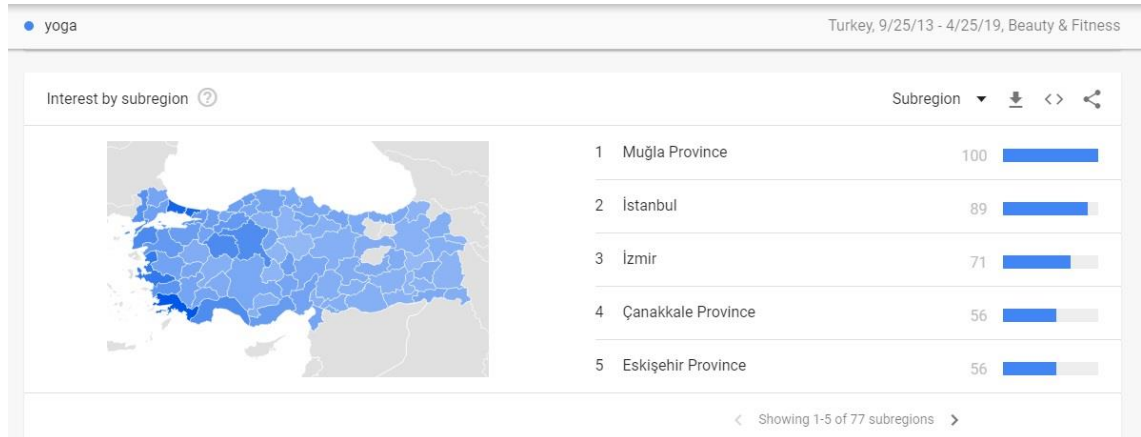 yoga
Turkey, 9/25/13 - 4/25/19, Beauty & Fitness
Interest by subregion
Subregion
1 Muğla Province 100
2 İstanbul 89
3 İzmir 71
4 Çanakkale Province 56
5 Eskişehir Province 56
Showing 1-5 of 77 subregions